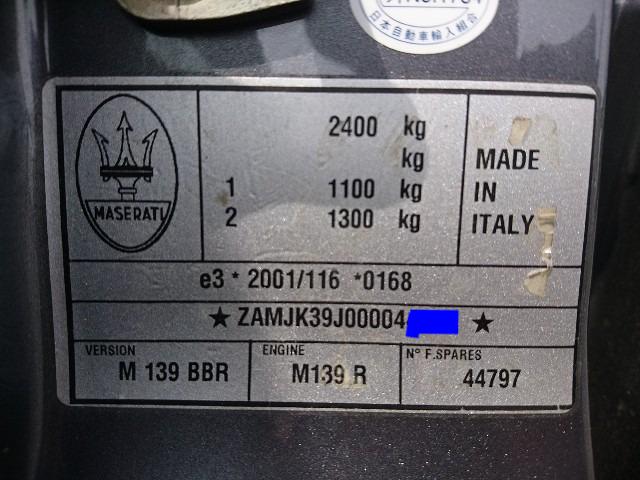 日本自動車輸入組合
MASERATI
2400 kg
kg
1 1100 kg
2 1300 kg
MADE
IN
ITALY
e3 * 2001/116 *0168
★ ZAMJK39J00004 ★
VERSION
M 139 BBR
ENGINE
M139 R
N° F.SPARES
44797